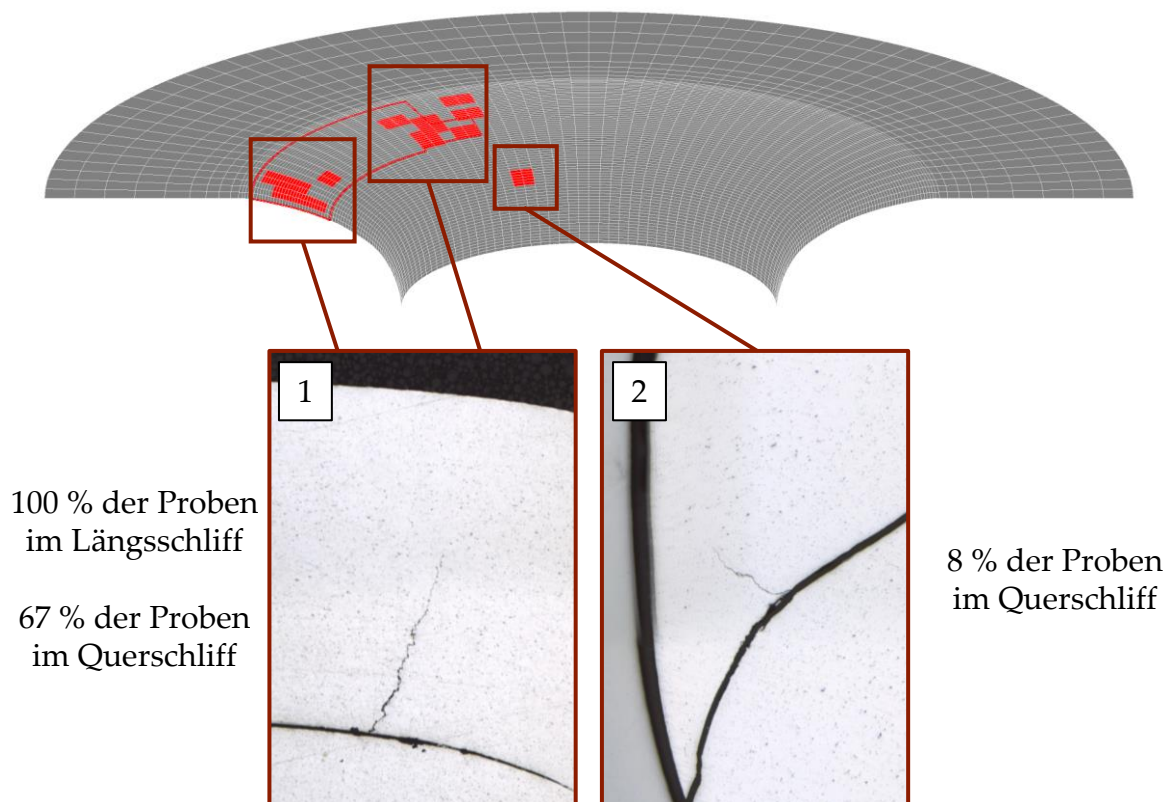 1
2
100 % der Proben
im Längsschliff
67 % der Proben
im Querschliff
8 % der Proben
im Querschliff